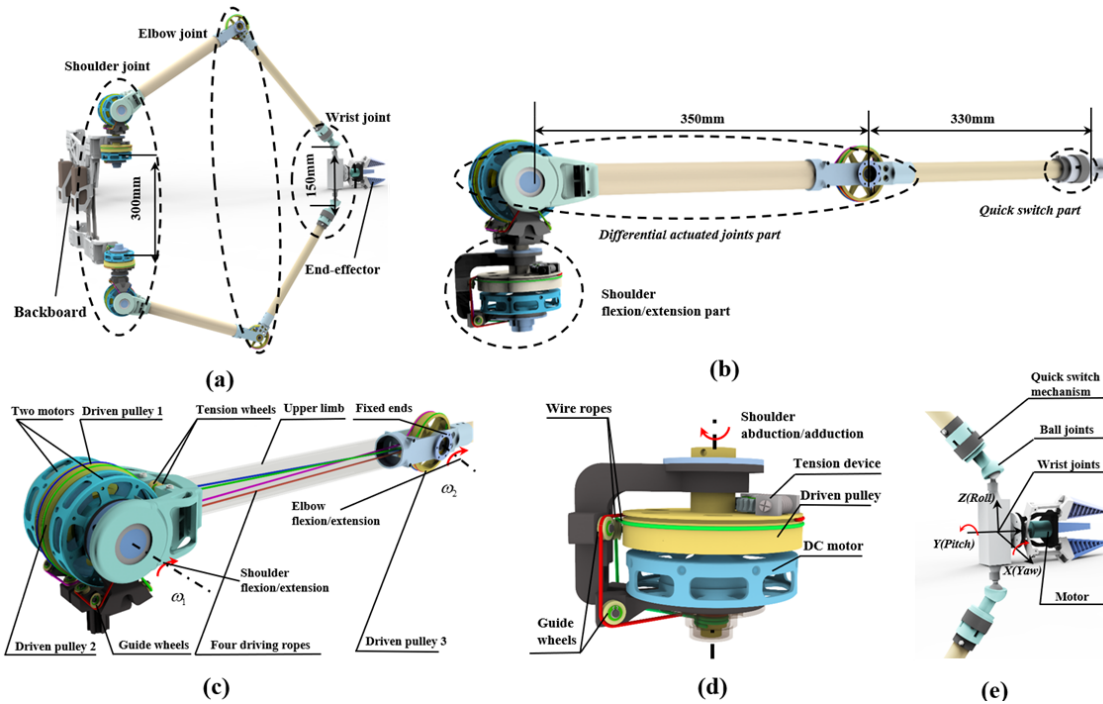 Elbow joint
Shoulder joint
Wrist joint
300mm
150mm
End-effector
Backboard
(a)
350mm
330mm
Differential actuated joints part
Quick switch part
Shoulder
flexion/extension part
(b)
Two motors
Driven pulley 1
Tension wheels
Upper limb
Fixed ends
ω2
Elbow
flexion/extension
Shoulder
flexion/extension
ω1
Driven pulley 2
Guide wheels
Four driving ropes
Driven pulley 3
(c)
Wire ropes
Shoulder
abduction/adduction
Tension device
Driven pulley
DC motor
Guide
wheels
(d)
Quick switch
mechanism
Ball joints
Wrist joints
Z(Roll)
Y(Pitch)
X(Yaw)
Motor
(e)